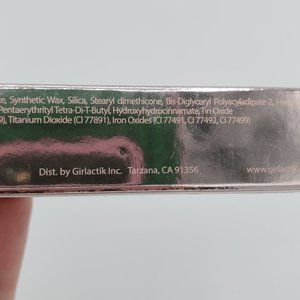 Synthetic Wax, Silica, Stearyl dimethicone, Bis-Diglyceryl Polyacyladipate-2,
Pentaerythrityl Tetra-Di-T-Butyl, Hydroxyhydrocinnamate, Tin Oxide
Titanium Dioxide (CI 77891), Iron Oxides (CI 77491, CI 77492, CI 77499)
Dist. by Girlactik Inc. Tarzana, CA 91356
www.girlactik